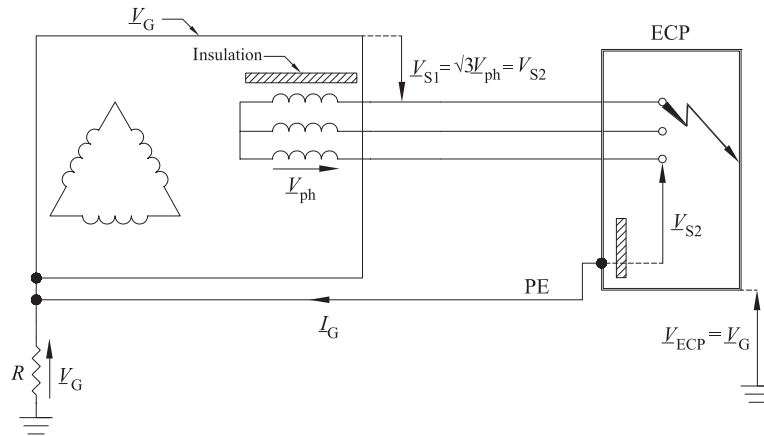 V_G
Insulation
ECP
V_S1 = √3V_ph = V_S2
V_ph
V_S2
PE
I_G
V_ECP = V_G
R
V_G